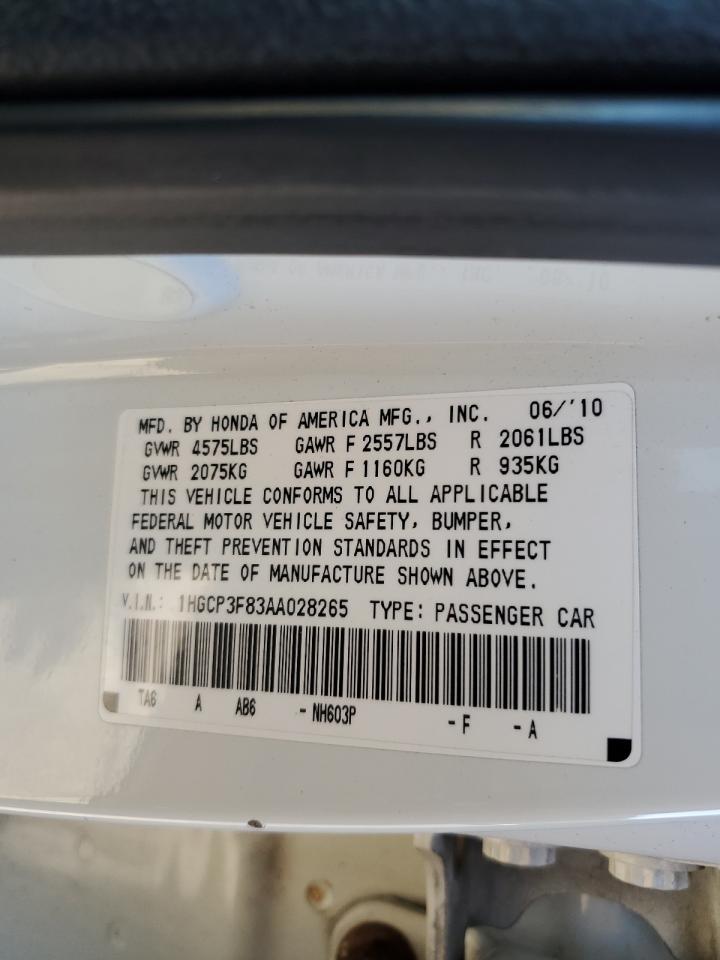 MFD. BY HONDA OF AMERICA MFG., INC. 06/'10
GVWR 4575LBS GAWR F 2557LBS R 2061LBS
GVWR 2075KG GAWR F 1160KG R 935KG
THIS VEHICLE CONFORMS TO ALL APPLICABLE
FEDERAL MOTOR VEHICLE SAFETY, BUMPER,
AND THEFT PREVENTION STANDARDS IN EFFECT
ON THE DATE OF MANUFACTURE SHOWN ABOVE.
V.I.N.: 1HGCP3F83AA028265 TYPE: PASSENGER CAR
TA6 A AB6 - NH603P - F - A